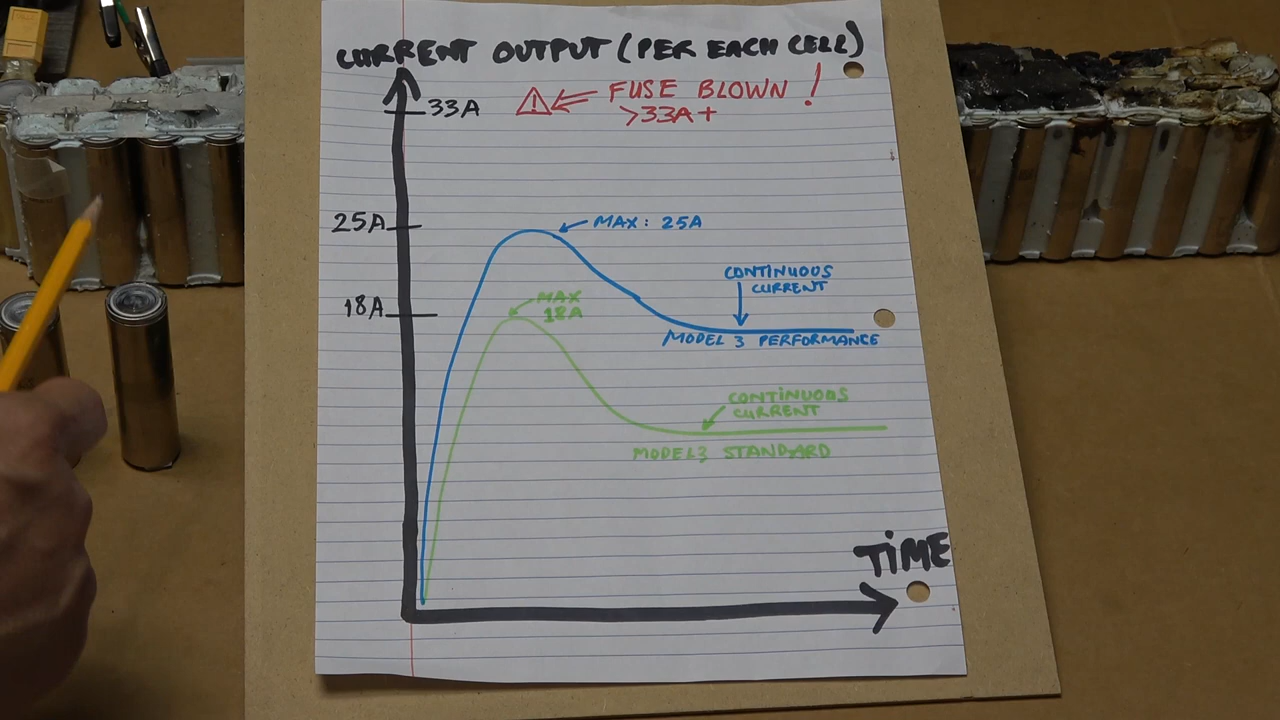 CURRENT OUTPUT (PER EACH CELL)
33A
FUSE BLOWN !
>33A+
25A
MAX: 25A
CONTINUOUS
CURRENT
18A
MAX
18A
MODEL 3 PERFORMANCE
CONTINUOUS
CURRENT
MODEL 3 STANDARD
TiME